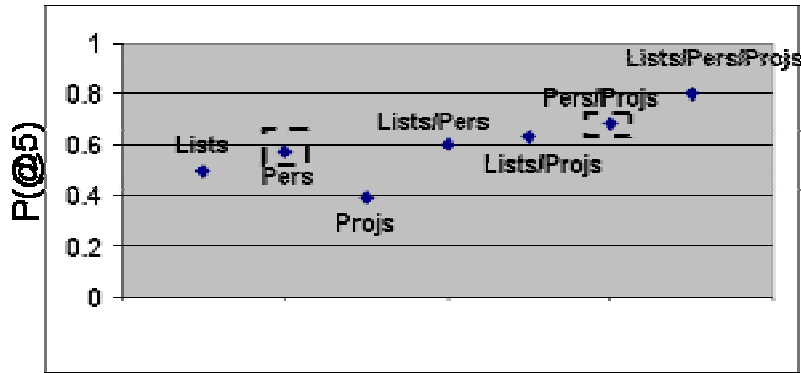 P(@5)
1
0.8
0.6
0.4
0.2
0
Lists
Pers
Projs
Lists/Pers
Lists/Projs
Pers/Projs
Lists/Pers/Projs